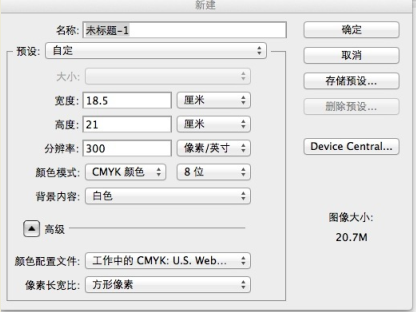 新建
名称: 未标题-1
确定
预设: 自定
取消
大小:
存储预设...
宽度: 18.5 厘米
删除预设...
高度: 21 厘米
分辨率: 300 像素/英寸
Device Central...
颜色模式: CMYK 颜色 8 位
背景内容: 白色
图像大小:
高级
20.7M
颜色配置文件: 工作中的 CMYK: U.S. Web...
像素长宽比: 方形像素